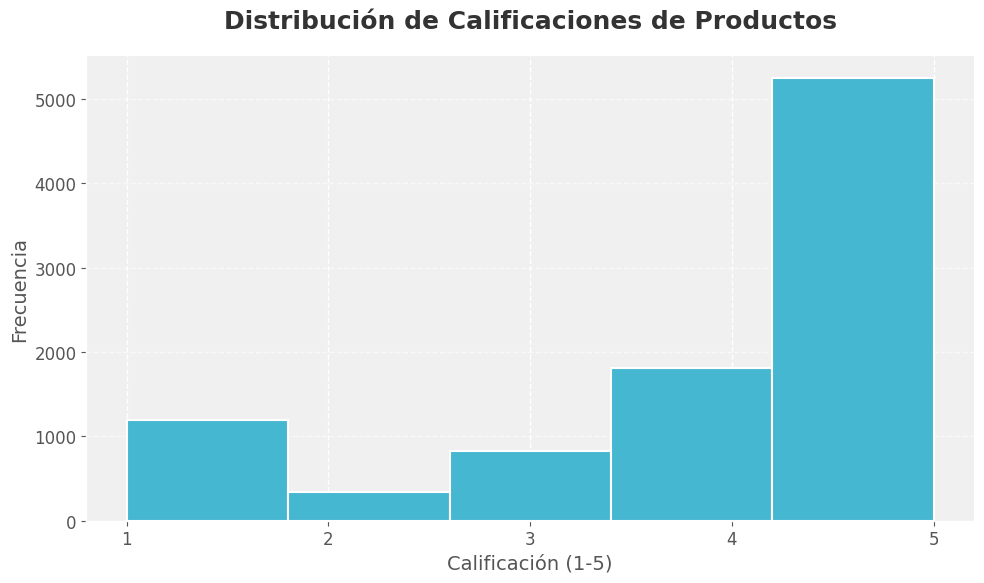 Distribución de Calificaciones de Productos
Frecuencia
5000
4000
3000
2000
1000
0
1 2 3 4 5
Calificación (1-5)